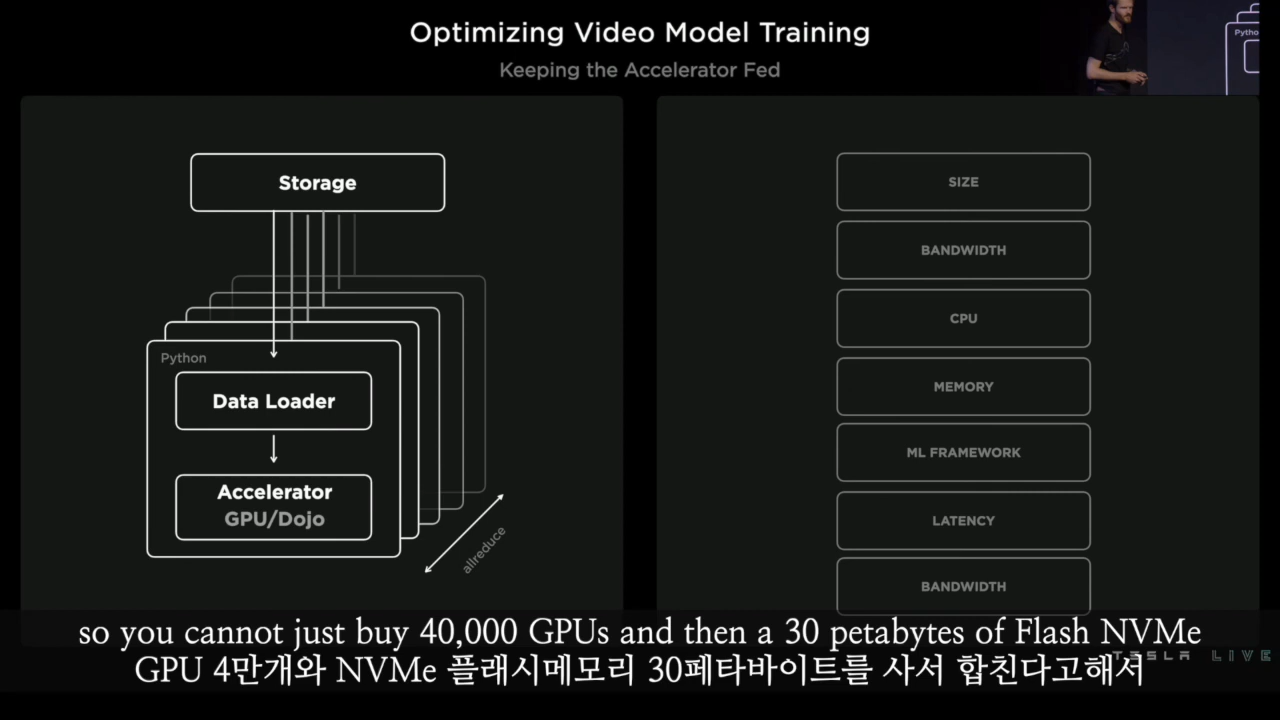 Optimizing Video Model Training
Keeping the Accelerator Fed
Pytho
Storage
Python
Data Loader
Accelerator
GPU/Dojo
allreduce
SIZE
BANDWIDTH
CPU
MEMORY
ML FRAMEWORK
LATENCY
BANDWIDTH
so you cannot just buy 40,000 GPUs and then a 30 petabytes of Flash NVMe
GPU 4만개와 NVMe 플래시메모리 30페타바이트를 사서 합친다고해서
TESLA LIVE